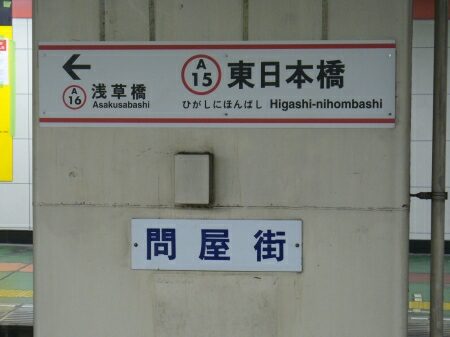 ←
A
16
浅草橋
Asakusabashi
A
15
東日本橋
ひがしにほんばし Higashi-nihombashi
問屋街